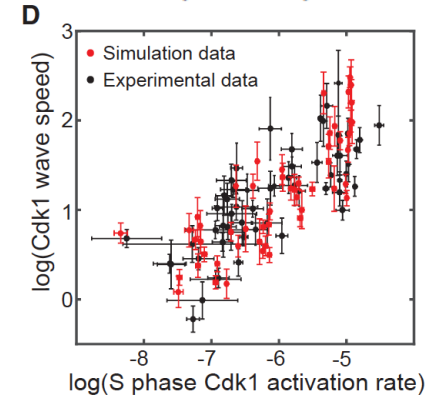 D
3
Simulation data
Experimental data
2
1
0
log(Cdk1 wave speed)
-8 -7 -6 -5
log(S phase Cdk1 activation rate)